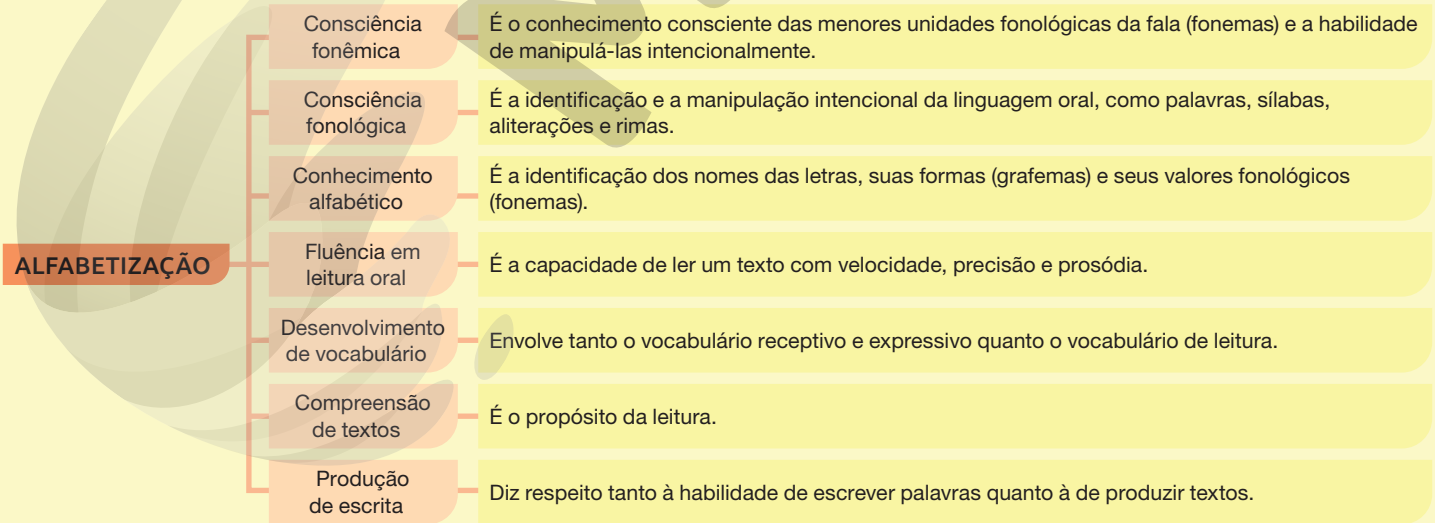 Consciência
fonêmica
É o conhecimento consciente das menores unidades fonológicas da fala (fonemas) e a habilidade
de manipulá-las intencionalmente.
Consciência
fonológica
É a identificação e a manipulação intencional da linguagem oral, como palavras, sílabas,
aliterações e rimas.
Conhecimento
alfabético
É a identificação dos nomes das letras, suas formas (grafemas) e seus valores fonológicos
(fonemas).
ALFABETIZAÇÃO
Fluência em
leitura oral
É a capacidade de ler um texto com velocidade, precisão e prosódia.
Desenvolvimento
de vocabulário
Envolve tanto o vocabulário receptivo e expressivo quanto o vocabulário de leitura.
Compreensão
de textos
É o propósito da leitura.
Produção
de escrita
Diz respeito tanto à habilidade de escrever palavras quanto à de produzir textos.